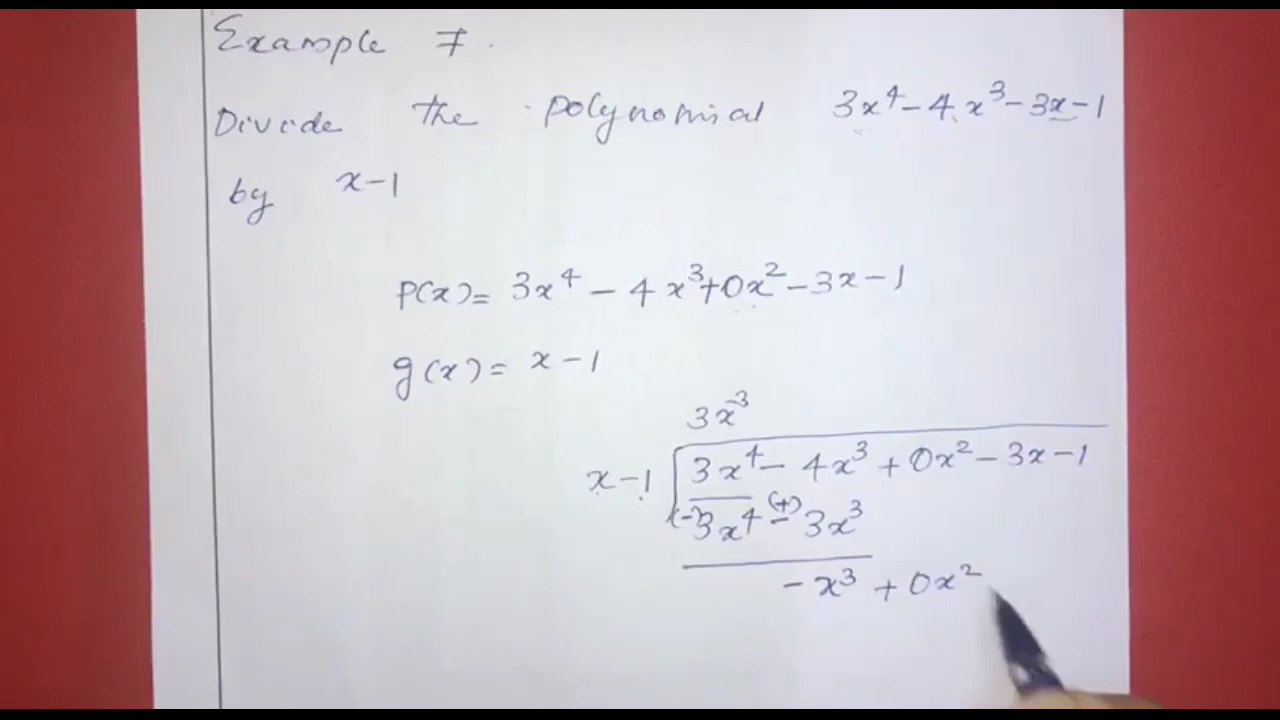 Example 7.
Divide the polynomial 3x⁴ - 4x³ - 3x - 1
by x - 1
P(x) = 3x⁴ - 4x³ + 0x² - 3x - 1
g(x) = x - 1
3x³
x - 1 3x⁴ - 4x³ + 0x² - 3x - 1
(-) 3x⁴ (+) - 3x³
- x³ + 0x²